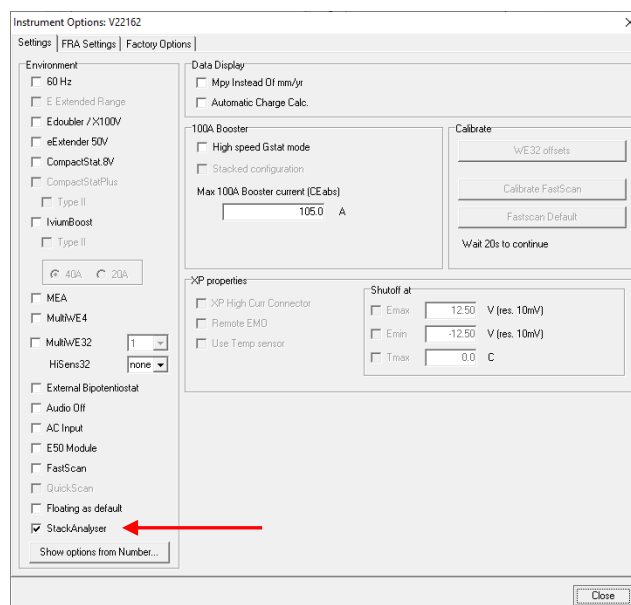 Instrument Options: V22162
Settings
FRA Settings
Factory Options
Environment
60 Hz
E Extended Range
Edoubler / X100V
eExtender 50V
CompactStat.8V
CompactStatPlus
Type II
IviumBoost
Type II
40A
20A
MEA
MultiWE4
MultiWE32
1
HiSens32
none
External Bipotentiostat
Audio Off
AC Input
E50 Module
FastScan
QuickScan
Floating as default
StackAnalyser
Show options from Number...
Data Display
Mpy Instead Of mm/yr
Automatic Charge Calc.
100A Booster
High speed Gstat mode
Stacked configuration
Max 100A Booster current (CEabs)
105.0 A
Calibrate
WE32 offsets
Calibrate FastScan
Fastscan Default
Wait 20s to continue
XP properties
XP High Curr Connector
Remote EMO
Use Temp sensor
Shutoff at
Emax 12.50 V (res. 10mV)
Emin -12.50 V (res. 10mV)
Tmax 0.0 C
Close